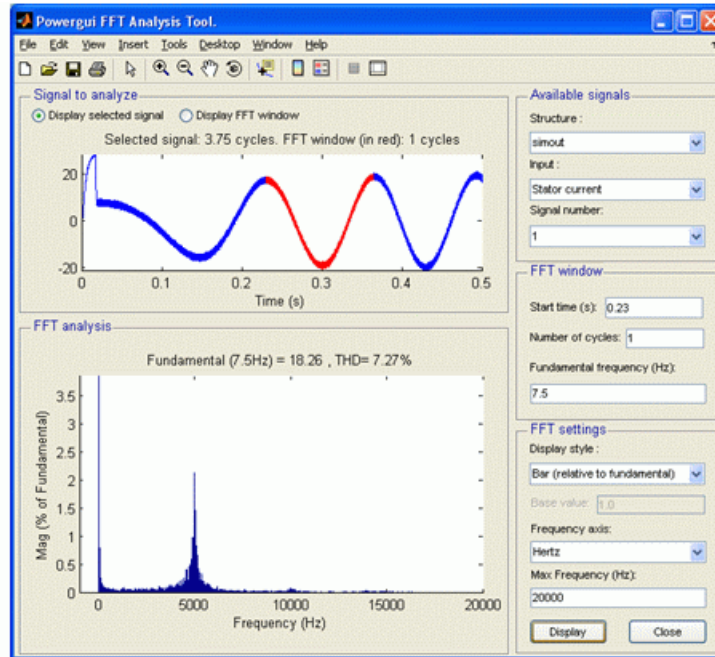 Powergui FFT Analysis Tool.
File Edit View Insert Tools Desktop Window Help
Signal to analyze
Display selected signal Display FFT window
Selected signal: 3.75 cycles. FFT window (in red): 1 cycles
20
0
-20
0 0.1 0.2 0.3 0.4 0.5
Time (s)
FFT analysis
Fundamental (7.5Hz) = 18.26 , THD= 7.27%
3.5
3
2.5
2
1.5
1
0.5
0
Mag (% of Fundamental)
0 5000 10000 15000 20000
Frequency (Hz)
Available signals
Structure :
simout
Input :
Stator current
Signal number:
1
FFT window
Start time (s): 0.23
Number of cycles: 1
Fundamental frequency (Hz):
7.5
FFT settings
Display style :
Bar (relative to fundamental)
Base value: 1.0
Frequency axis:
Hertz
Max Frequency (Hz):
20000
Display Close